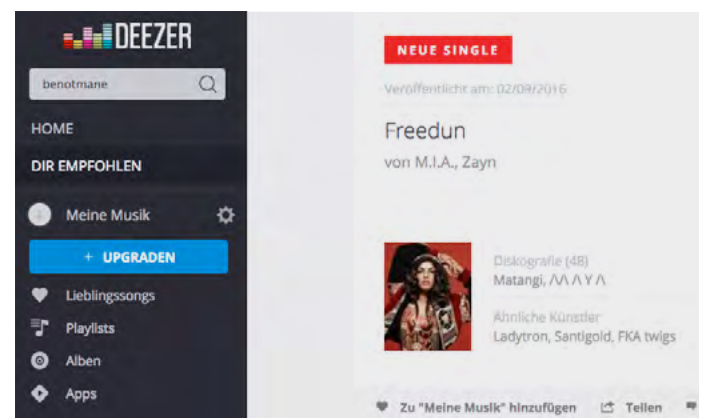 DEEZER
benotmane
HOME
DIR EMPFOHLEN
Meine Musik
+ UPGRADEN
Lieblingssongs
Playlists
Alben
Apps
NEUE SINGLE
Veröffentlicht am: 02/09/2016
Freedun
von M.I.A., Zayn
Diskografie (48)
Matangi, /\/\ /\ Y /\
Ähnliche Künstler
Ladytron, Santigold, FKA twigs
Zu "Meine Musik" hinzufügen Teilen